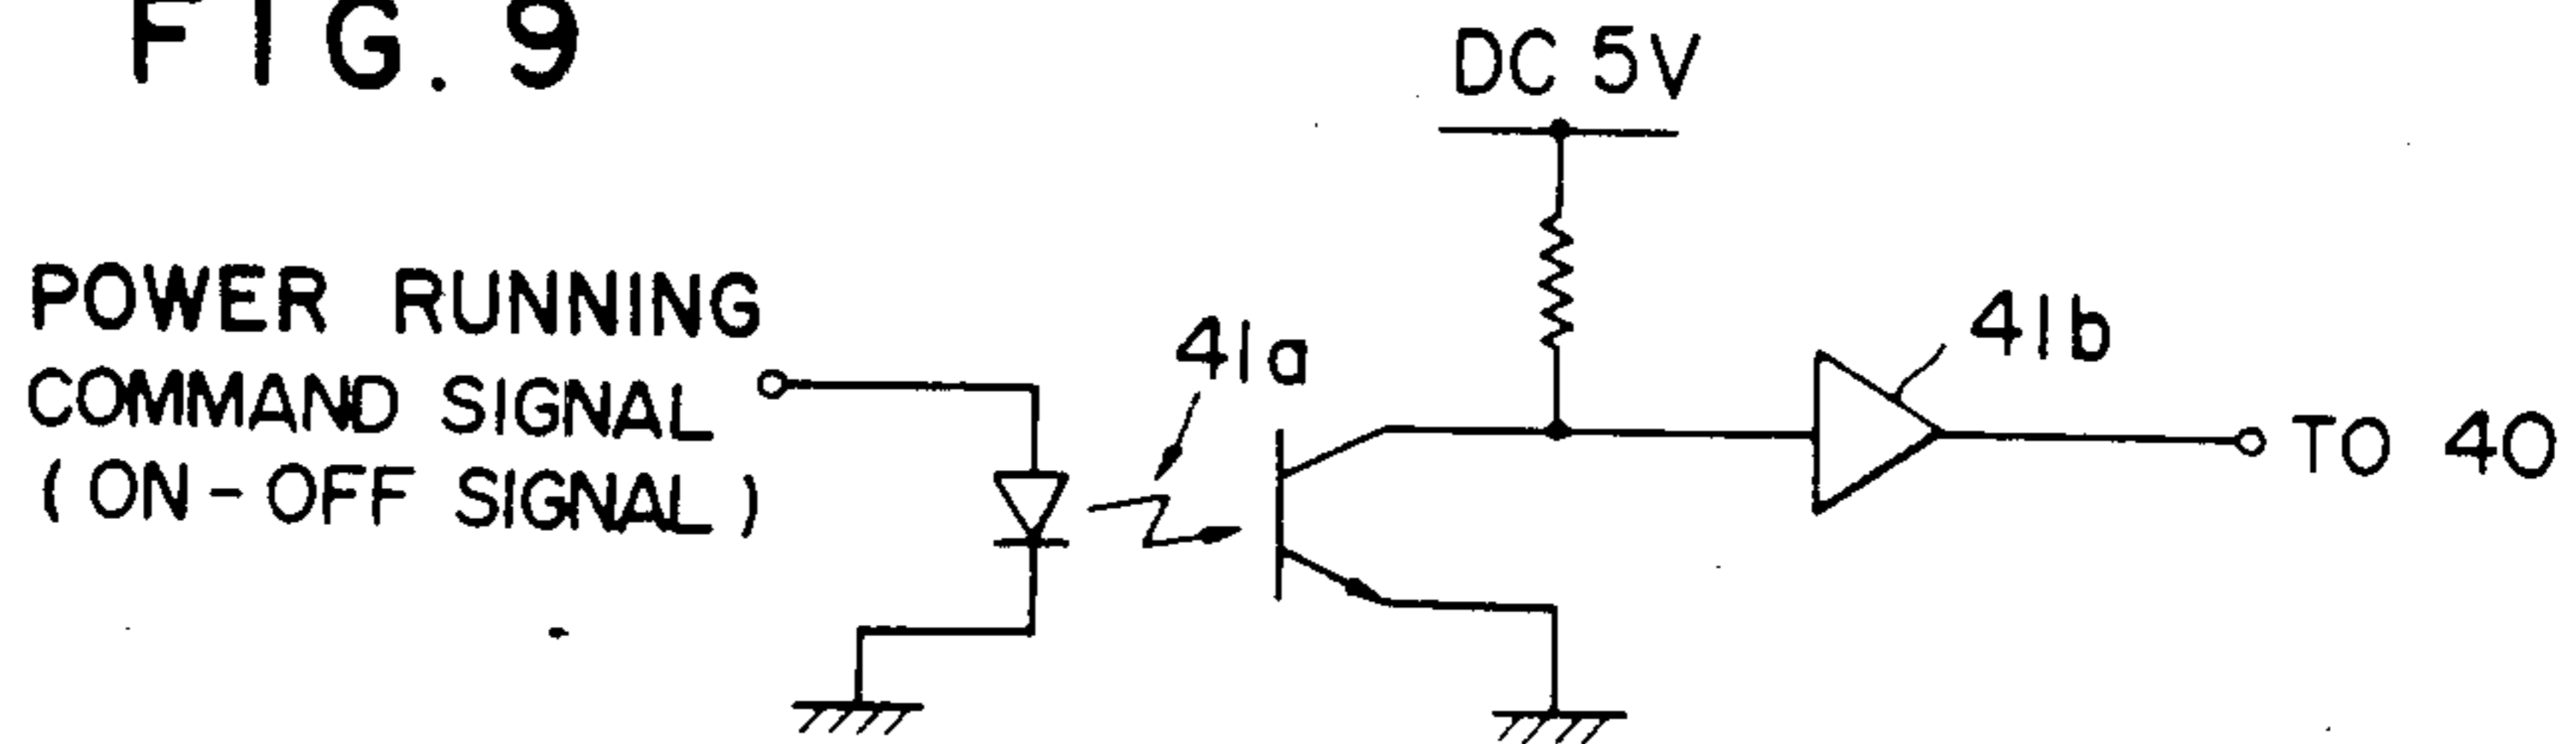 FIG. 9
DC 5V
POWER RUNNING
COMMAND SIGNAL
(ON-OFF SIGNAL)
41a
41b
TO 40